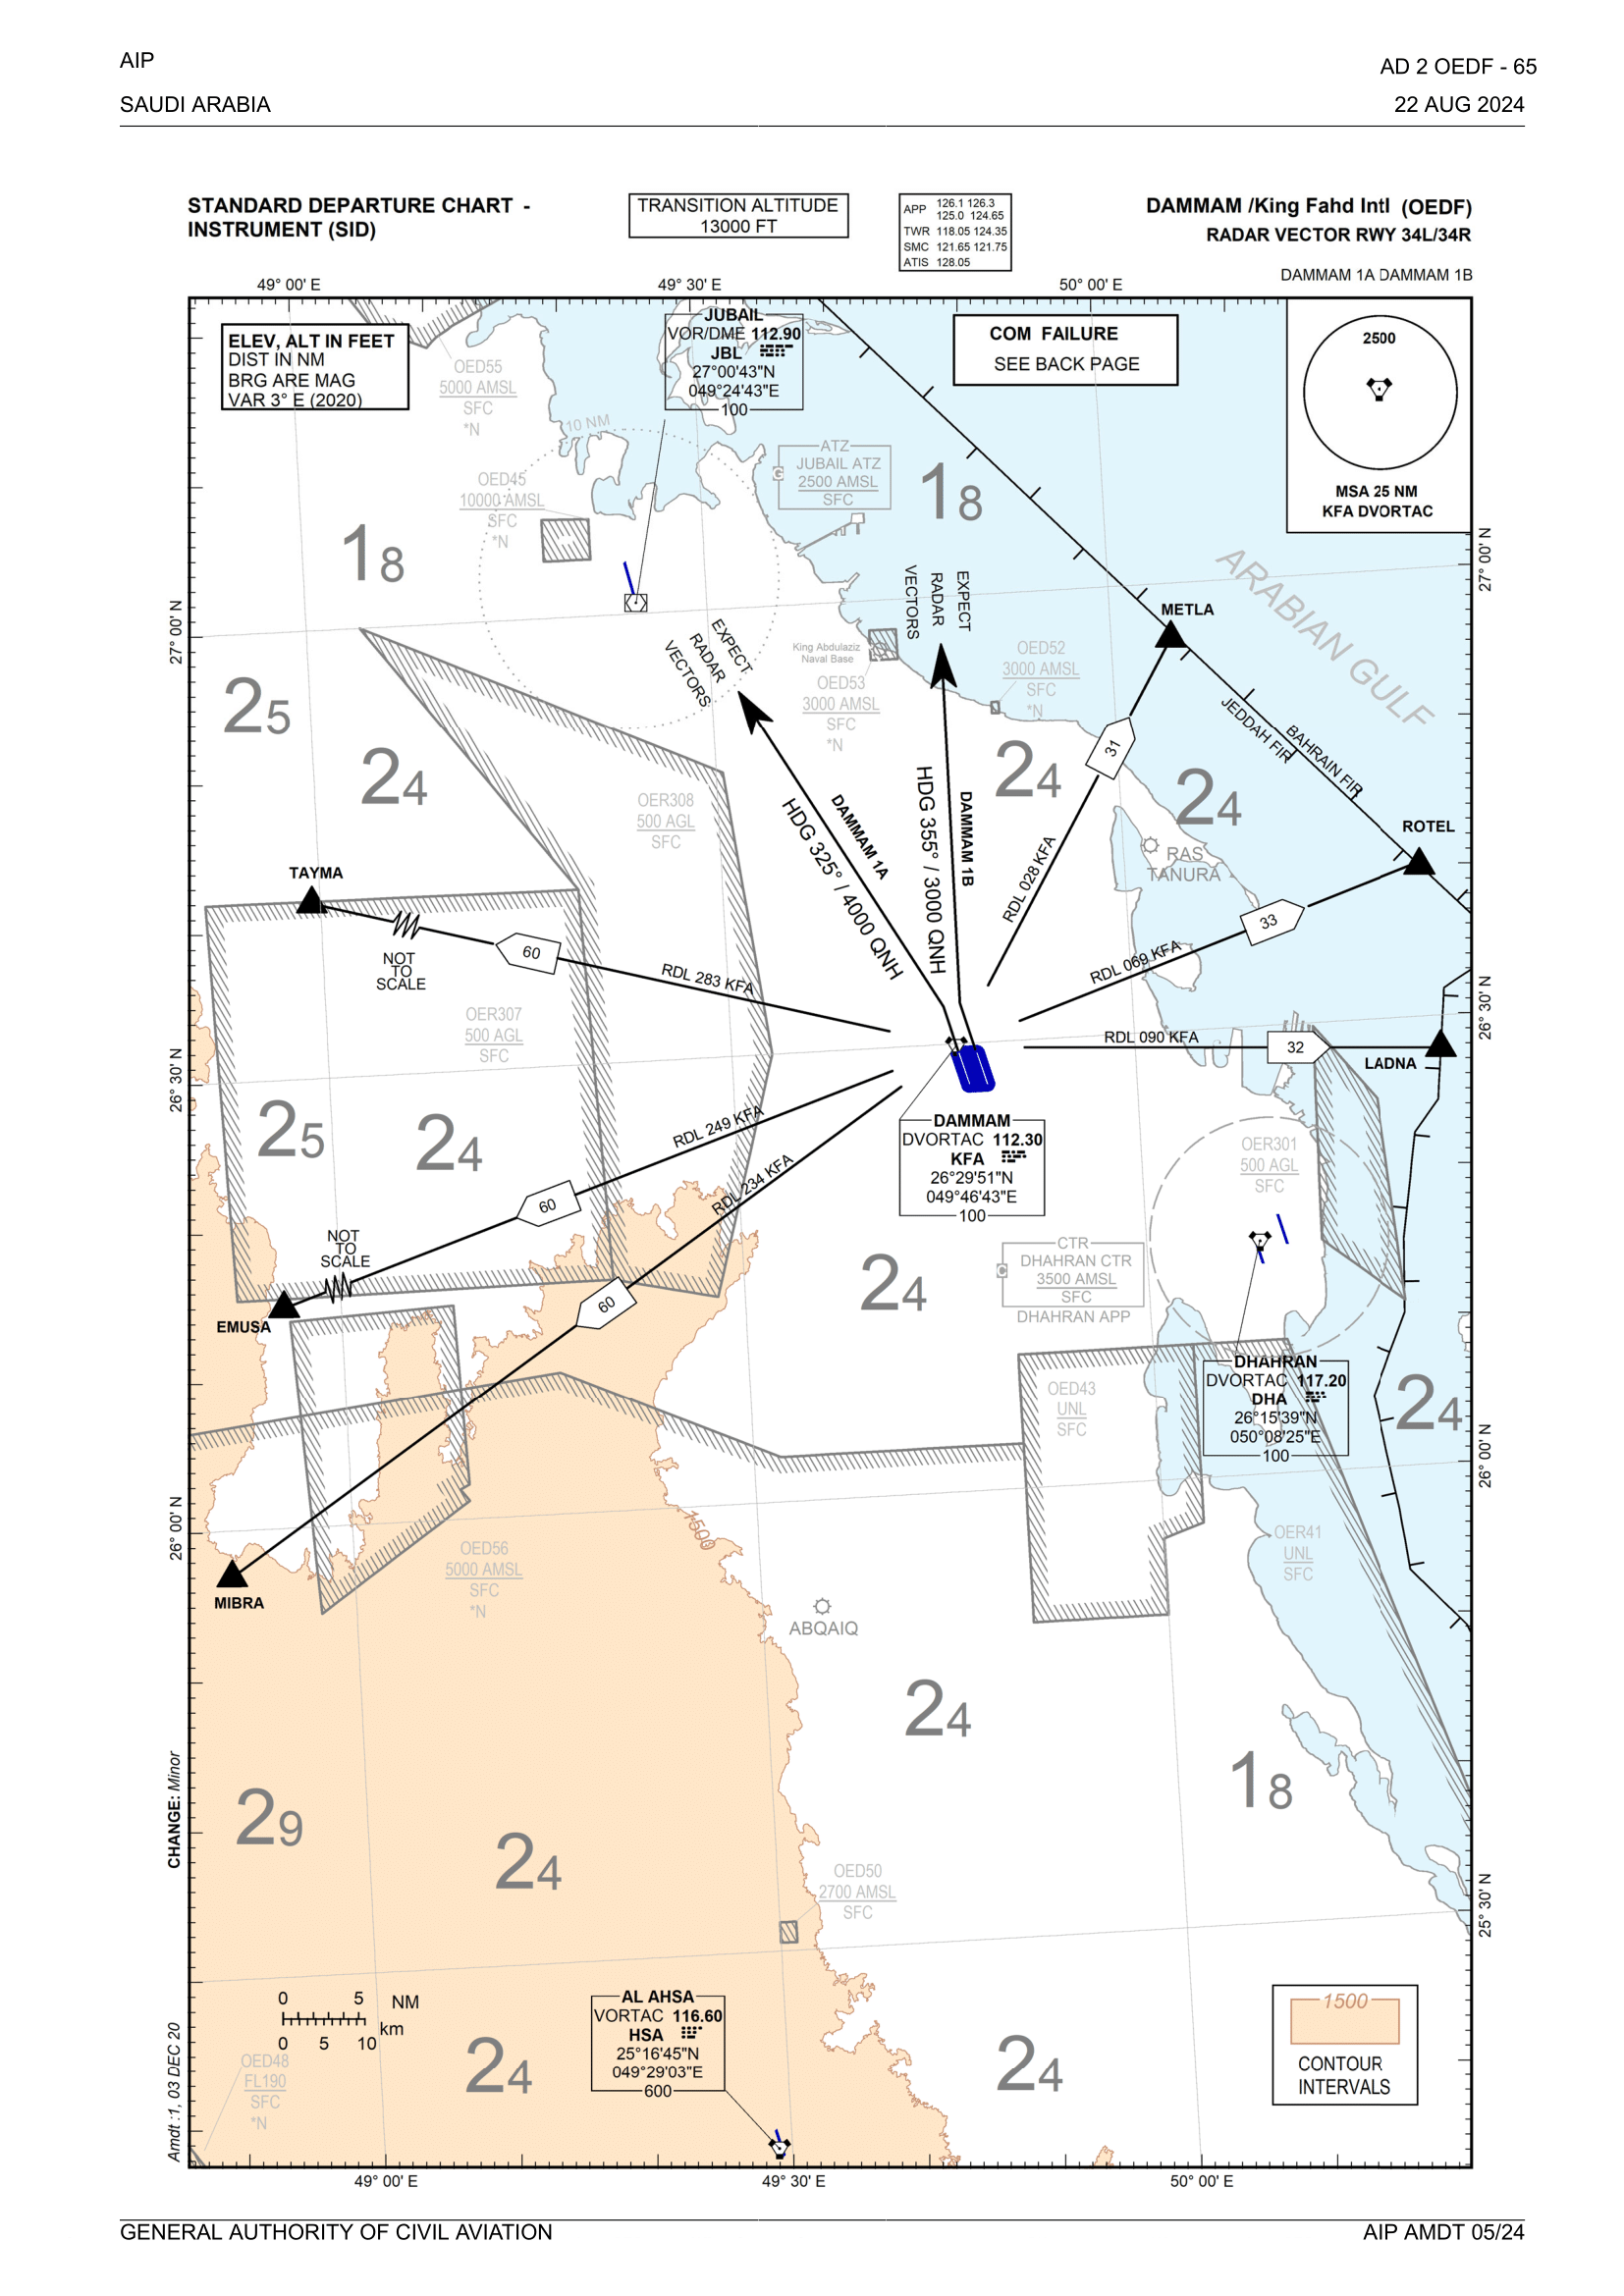 AIP
AD 2 OEDF - 65
SAUDI ARABIA
22 AUG 2024
STANDARD DEPARTURE CHART -
INSTRUMENT (SID)
TRANSITION ALTITUDE
13000 FT
APP 126.1 126.3
125.0 124.65
TWR 118.05 124.35
SMC 121.65 121.75
ATIS 128.05
DAMMAM /King Fahd Intl (OEDF)
RADAR VECTOR RWY 34L/34R
DAMMAM 1A DAMMAM 1B
49° 00' E
49° 30' E
50° 00' E
ELEV, ALT IN FEET
DIST IN NM
BRG ARE MAG
VAR 3° E (2020)
OED55
5000 AMSL
SFC
*N
JUBAIL
VOR/DME 112.90
JBL
27°00'43"N
049°24'43"E
100
COM FAILURE
SEE BACK PAGE
2500
MSA 25 NM
KFA DVORTAC
10 NM
ATZ
JUBAIL ATZ
2500 AMSL
SFC
G
OED45
10000 AMSL
SFC
*N
18
18
EXPECT
RADAR
VECTORS
EXPECT
RADAR
VECTORS
ARABIAN GULF
27° 00' N
27° 00' N
METLA
King Abdulaziz
Naval Base
OED53
3000 AMSL
SFC
*N
OED52
3000 AMSL
SFC
*N
25
24
24
24
JEDDAH FIR
BAHRAIN FIR
31
OER308
500 AGL
SFC
DAMMAM 1A
HDG 325° / 4000 QNH
DAMMAM 1B
HDG 355° / 3000 QNH
RDL 028 KFA
RAS
TANURA
ROTEL
TAYMA
33
60
NOT
TO
SCALE
RDL 283 KFA
RDL 069 KFA
OER307
500 AGL
SFC
26° 30' N
26° 30' N
RDL 090 KFA
32
LADNA
25
24
RDL 249 KFA
RDL 234 KFA
DAMMAM
DVORTAC 112.30
KFA
26°29'51"N
049°46'43"E
100
OER301
500 AGL
SFC
60
NOT
TO
SCALE
EMUSA
60
24
CTR
DHAHRAN CTR
3500 AMSL
SFC
C
DHAHRAN APP
OED43
UNL
SFC
DHAHRAN
DVORTAC 117.20
DHA
26°15'39"N
050°08'25"E
100
24
26° 00' N
26° 00' N
1500
OED56
5000 AMSL
SFC
*N
OER41
UNL
SFC
MIBRA
ABQAIQ
24
18
29
24
CHANGE: Minor
OED50
2700 AMSL
SFC
25° 30' N
0 5 NM
0 5 10 km
OED48
FL190
SFC
*N
24
AL AHSA
VORTAC 116.60
HSA
25°16'45"N
049°29'03"E
600
24
1500
CONTOUR
INTERVALS
Amdt :1, 03 DEC 20
49° 00' E
49° 30' E
50° 00' E
GENERAL AUTHORITY OF CIVIL AVIATION
AIP AMDT 05/24